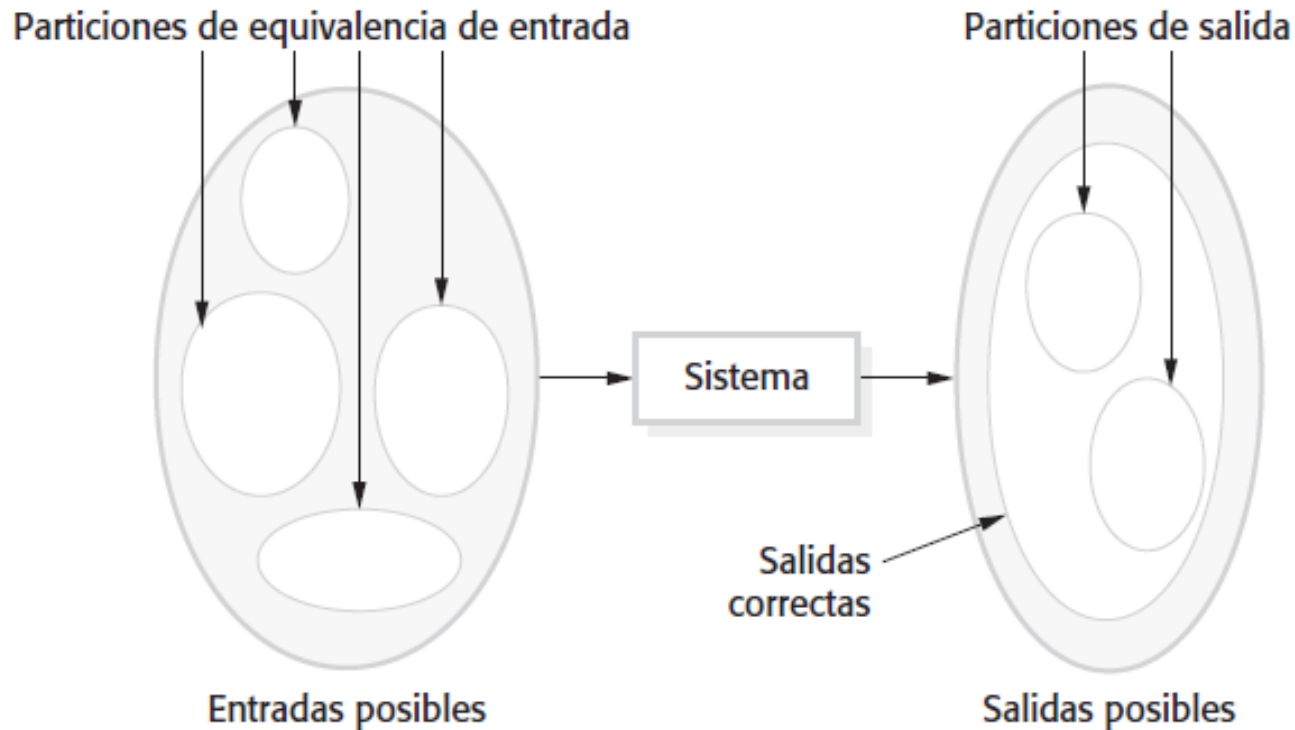 Particiones de equivalencia de entrada
Particiones de salida
Sistema
Salidas
correctas
Entradas posibles
Salidas posibles